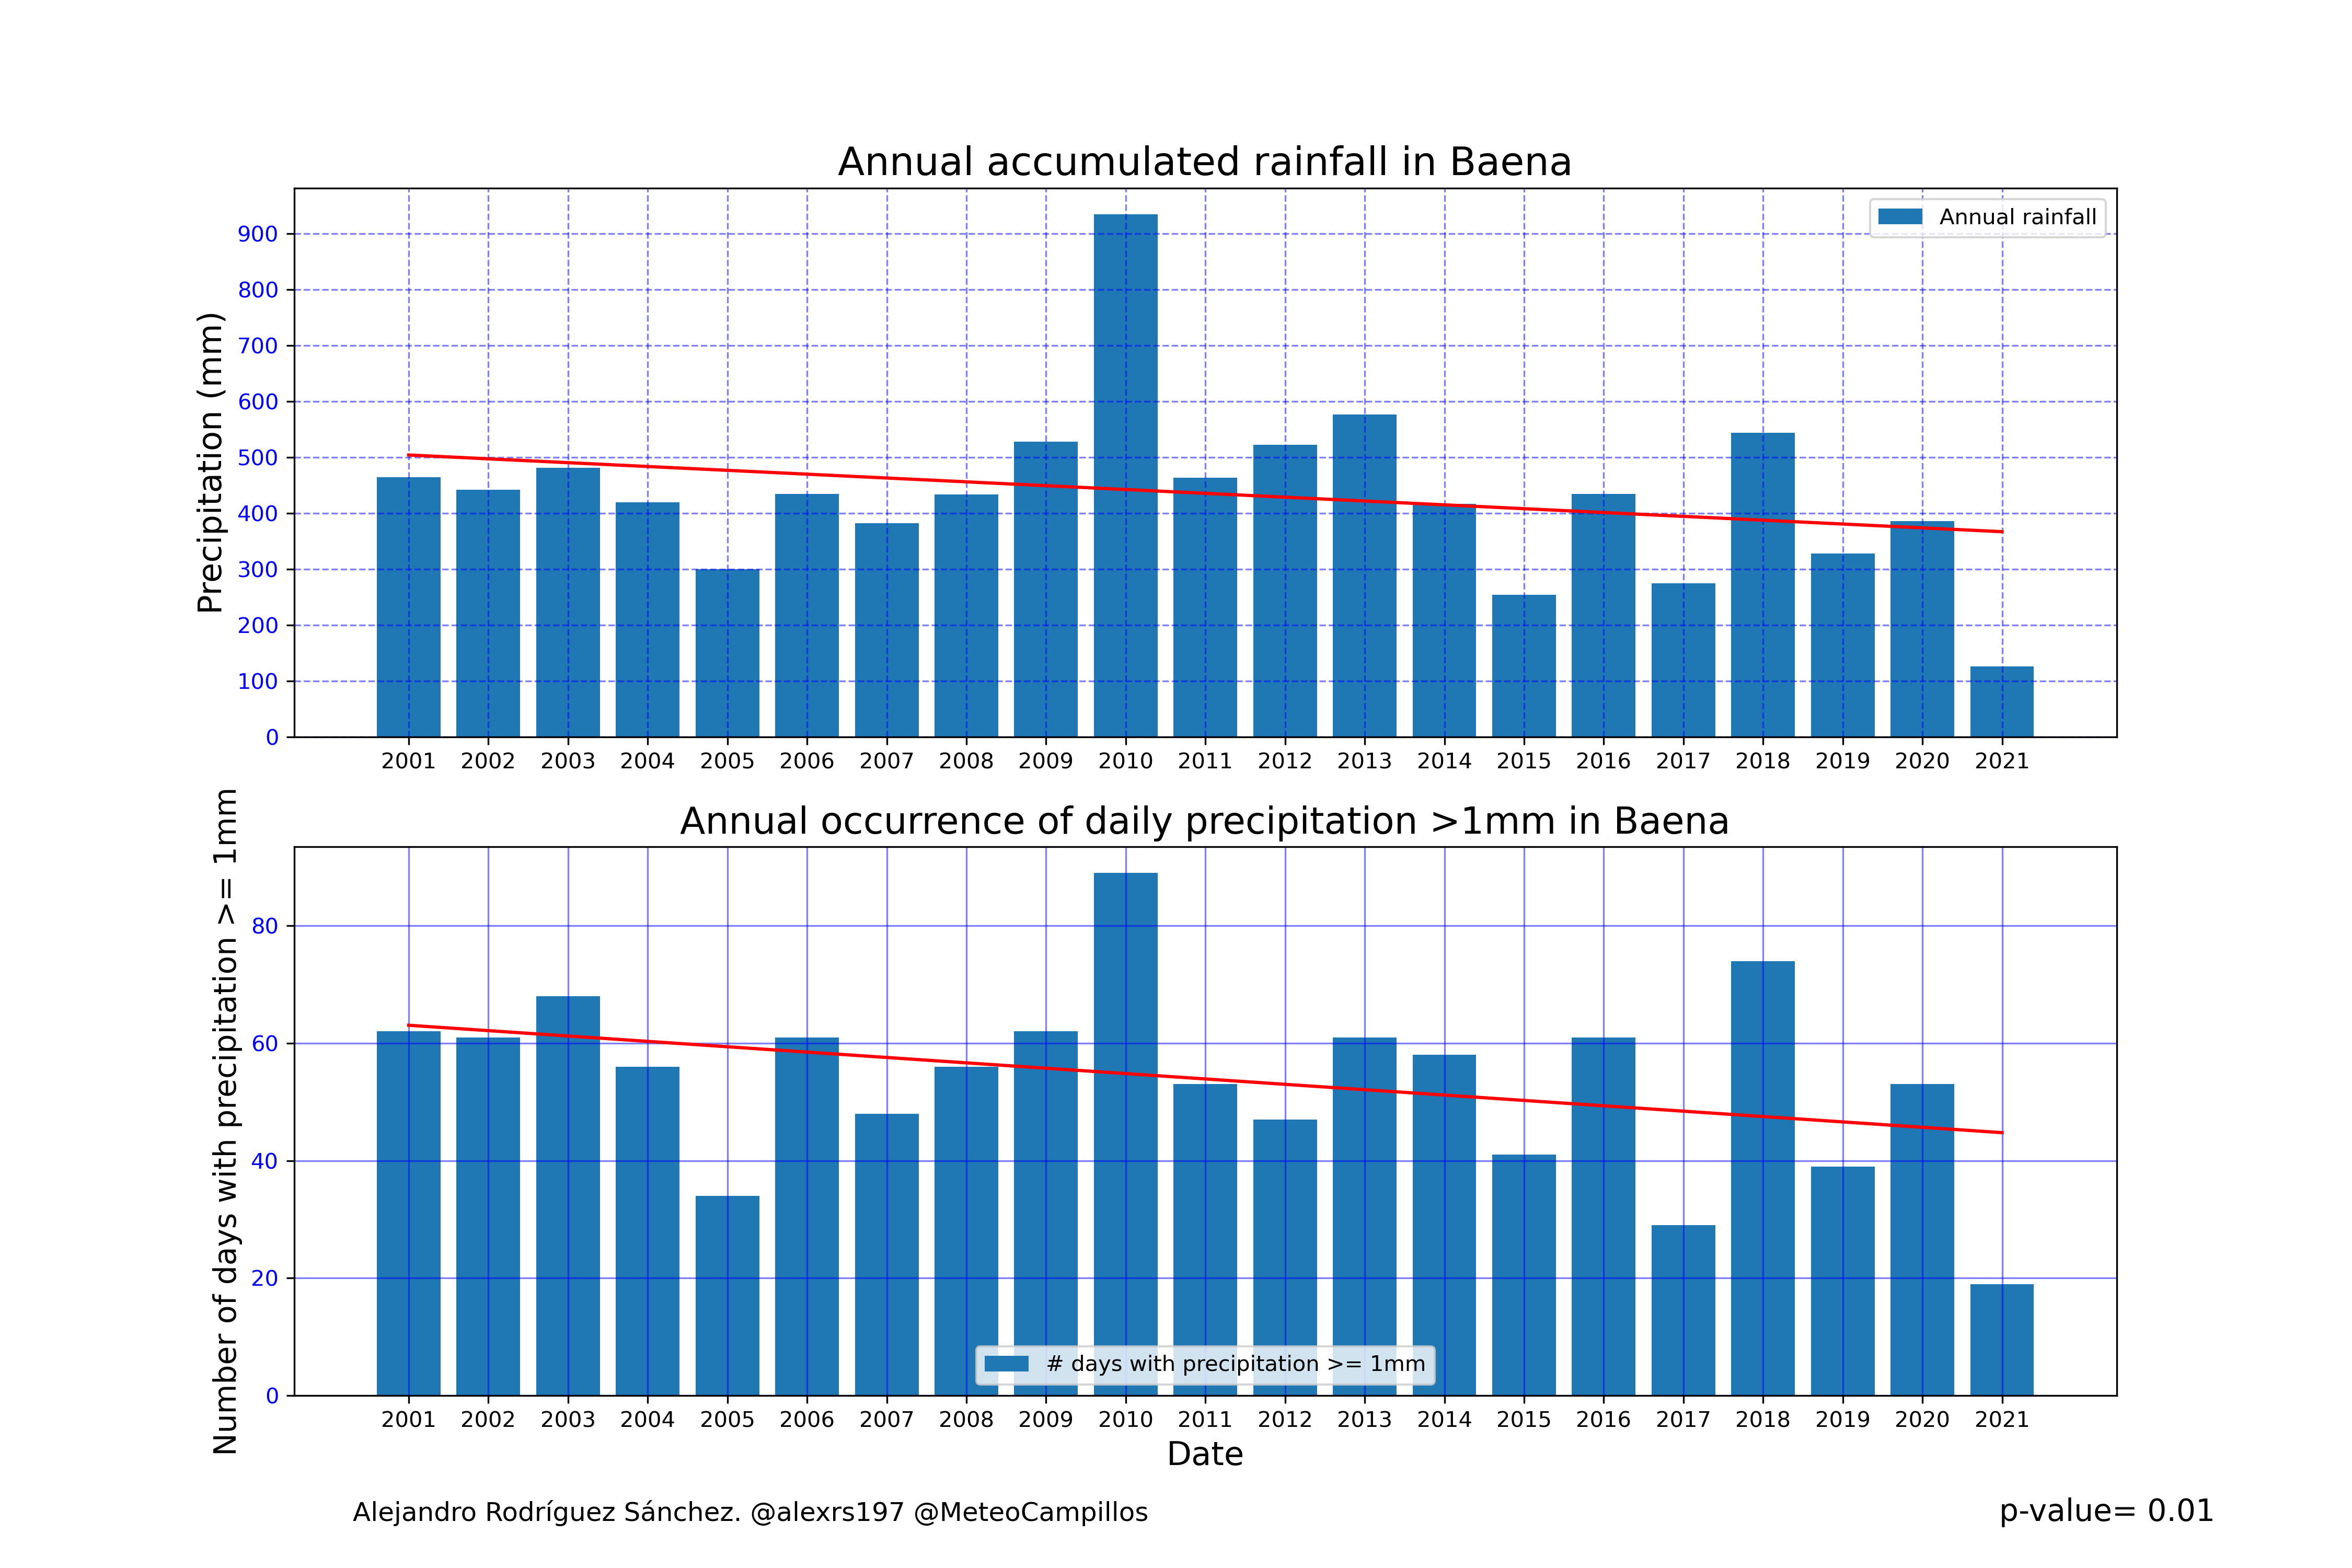 Annual accumulated rainfall in Baena
Precipitation (mm)
900
800
700
600
500
400
300
200
100
0
Annual rainfall
2001 2002 2003 2004 2005 2006 2007 2008 2009 2010 2011 2012 2013 2014 2015 2016 2017 2018 2019 2020 2021
Annual occurrence of daily precipitation >1mm in Baena
Number of days with precipitation >= 1mm
80
60
40
20
0
# days with precipitation >= 1mm
2001 2002 2003 2004 2005 2006 2007 2008 2009 2010 2011 2012 2013 2014 2015 2016 2017 2018 2019 2020 2021
Date
Alejandro Rodríguez Sánchez. @alexrs197 @MeteoCampillos
p-value= 0.01